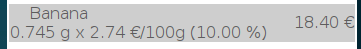 Banana
0.745 g x 2.74 €/100g (10.00 %)
18.40 €